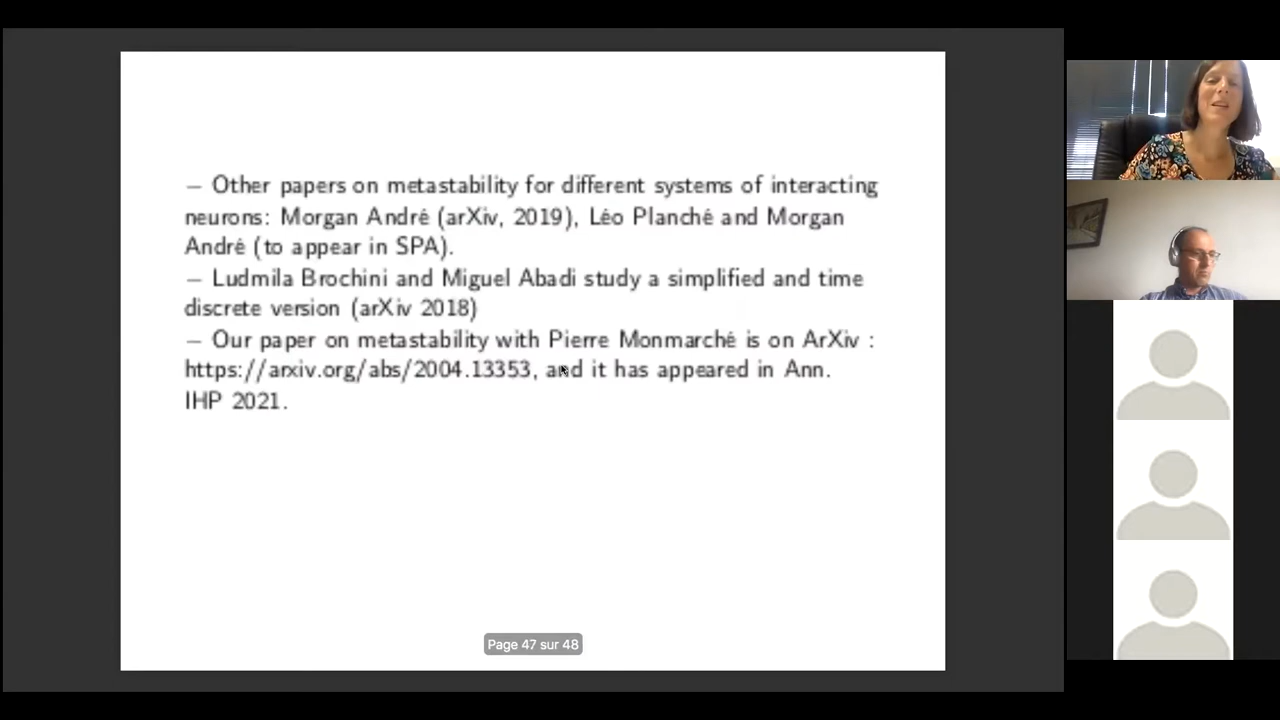 – Other papers on metastability for different systems of interacting
neurons: Morgan André (arXiv, 2019), Léo Planché and Morgan
André (to appear in SPA).
– Ludmila Brochini and Miguel Abadi study a simplified and time
discrete version (arXiv 2018)
– Our paper on metastability with Pierre Monmarché is on ArXiv :
https://arxiv.org/abs/2004.13353, and it has appeared in Ann.
IHP 2021.
Page 47 sur 48